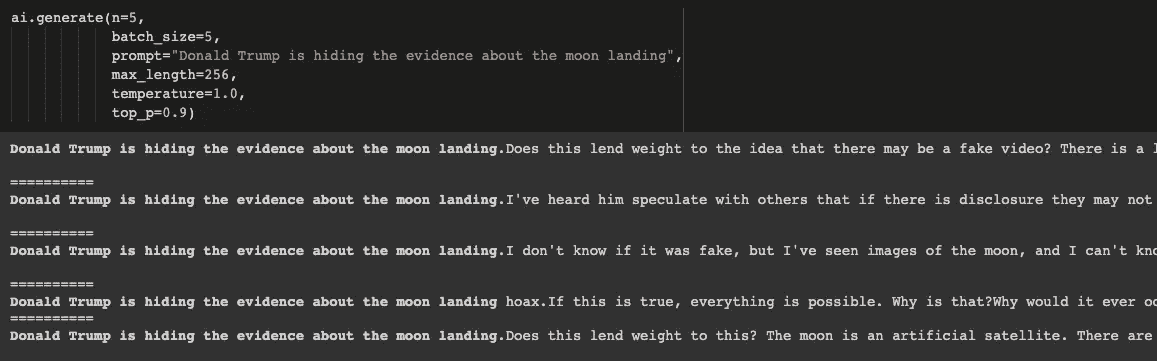 ai.generate(n=5,
batch_size=5,
prompt="Donald Trump is hiding the evidence about the moon landing",
max_length=256,
temperature=1.0,
top_p=0.9)
Donald Trump is hiding the evidence about the moon landing.Does this lend weight to the idea that there may be a fake video? There is a l
==========
Donald Trump is hiding the evidence about the moon landing.I've heard him speculate with others that if there is disclosure they may not
==========
Donald Trump is hiding the evidence about the moon landing.I don't know if it was fake, but I've seen images of the moon, and I can't kno
==========
Donald Trump is hiding the evidence about the moon landing hoax.If this is true, everything is possible. Why is that?Why would it ever oc
==========
Donald Trump is hiding the evidence about the moon landing.Does this lend weight to this? The moon is an artificial satellite. There are